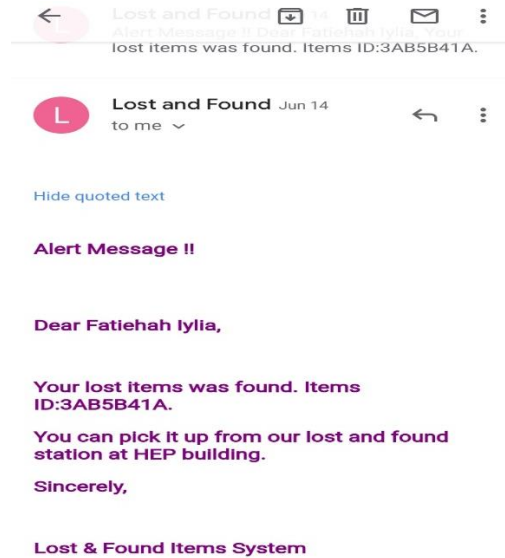 Lost and Found Jun 14
Alert Message !! Dear Fatiehah Iylia, Your
lost items was found. Items ID:3AB5B41A.
L
Lost and Found Jun 14
to me
Hide quoted text
Alert Message !!
Dear Fatiehah Iylia,
Your lost items was found. Items
ID:3AB5B41A.
You can pick it up from our lost and found
station at HEP building.
Sincerely,
Lost & Found Items System